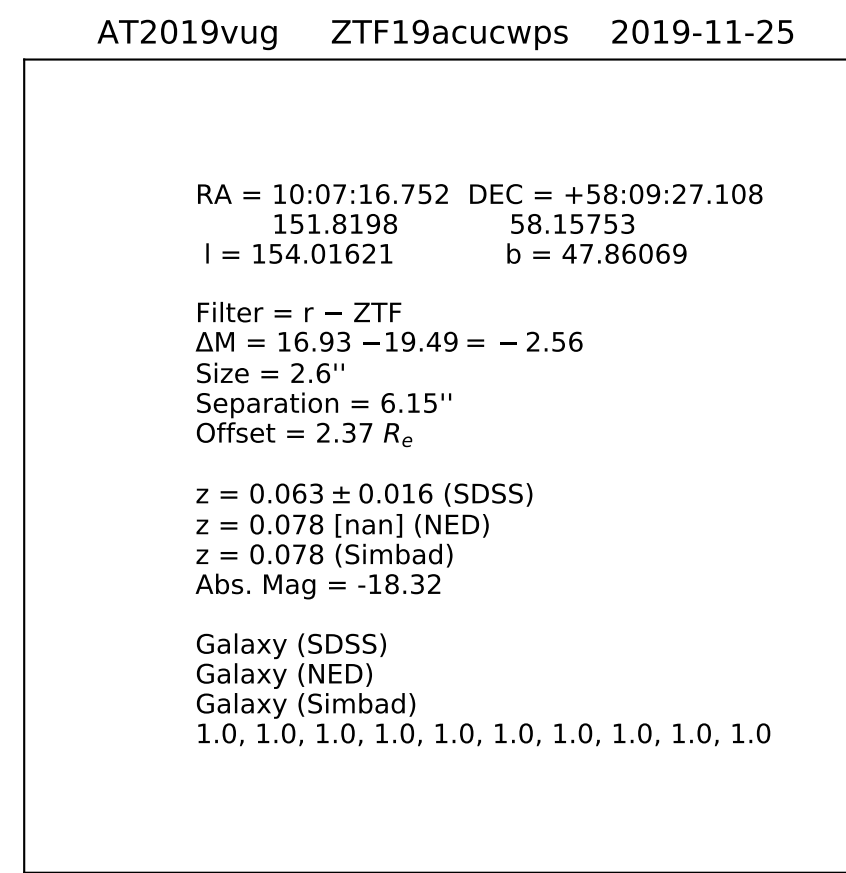 AT2019vug ZTF19acucwps 2019-11-25
RA = 10:07:16.752 DEC = +58:09:27.108
151.8198 58.15753
l = 154.01621 b = 47.86069
Filter = r − ZTF
ΔM = 16.93 −19.49 = − 2.56
Size = 2.6''
Separation = 6.15''
Offset = 2.37 Rₑ
z = 0.063 ± 0.016 (SDSS)
z = 0.078 [nan] (NED)
z = 0.078 (Simbad)
Abs. Mag = -18.32
Galaxy (SDSS)
Galaxy (NED)
Galaxy (Simbad)
1.0, 1.0, 1.0, 1.0, 1.0, 1.0, 1.0, 1.0, 1.0, 1.0